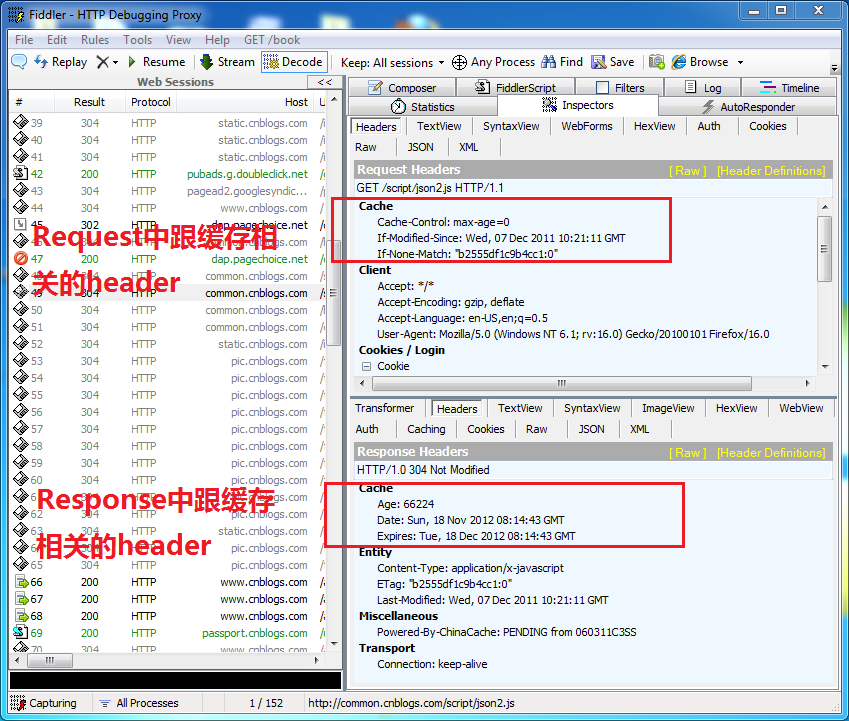 Fiddler - HTTP Debugging Proxy
File Edit Rules Tools View Help GET /book
Replay Resume Stream Decode Keep: All sessions Any Process Find Save Browse
Web Sessions <<
# Result Protocol Host U
39 304 HTTP static.cnblogs.com
40 304 HTTP static.cnblogs.com
41 304 HTTP static.cnblogs.com
42 200 HTTP pubads.g.doubleclick.net
43 304 HTTP pagead2.googlesyndic...
44 304 HTTP www.cnblogs.com
45 302 HTTP dap.pagechoice.net
Request中跟缓存相
304 HTTP common.cnblogs.com
47 200 HTTP dap.pagechoice.net
关的header
304 HTTP common.cnblogs.com
49 304 HTTP common.cnblogs.com
50 304 HTTP common.cnblogs.com
51 304 HTTP common.cnblogs.com
52 304 HTTP static.cnblogs.com
53 304 HTTP pic.cnblogs.com
54 304 HTTP pic.cnblogs.com
55 304 HTTP pic.cnblogs.com
56 304 HTTP pic.cnblogs.com
57 304 HTTP pic.cnblogs.com
58 304 HTTP pic.cnblogs.com
59 304 HTTP pic.cnblogs.com
60 304 HTTP pic.cnblogs.com
Response中跟缓存
62 304 HTTP pic.cnblogs.com
63 304 HTTP static.cnblogs.com
相关的header
65 304 HTTP pic.cnblogs.com
66 200 HTTP www.cnblogs.com
67 200 HTTP www.cnblogs.com
68 200 HTTP www.cnblogs.com
69 200 HTTP passport.cnblogs.com
70 304 HTTP www.cnblogs.com
Composer FiddlerScript Filters Log Timeline
Statistics Inspectors AutoResponder
Headers TextView SyntaxView WebForms HexView Auth Cookies
Raw JSON XML
Request Headers [ Raw ] [Header Definitions]
GET /script/json2.js HTTP/1.1
Cache
Cache-Control: max-age=0
If-Modified-Since: Wed, 07 Dec 2011 10:21:11 GMT
If-None-Match: "b2555df1c9b4cc1:0"
Client
Accept: */*
Accept-Encoding: gzip, deflate
Accept-Language: en-US,en;q=0.5
User-Agent: Mozilla/5.0 (Windows NT 6.1; rv:16.0) Gecko/20100101 Firefox/16.0
Cookies / Login
Cookie
Transformer Headers TextView SyntaxView ImageView HexView WebView
Auth Caching Cookies Raw JSON XML
Response Headers [ Raw ] [Header Definitions]
HTTP/1.0 304 Not Modified
Cache
Age: 66224
Date: Sun, 18 Nov 2012 08:14:43 GMT
Expires: Tue, 18 Dec 2012 08:14:43 GMT
Entity
Content-Type: application/x-javascript
ETag: "b2555df1c9b4cc1:0"
Last-Modified: Wed, 07 Dec 2011 10:21:11 GMT
Miscellaneous
Powered-By-ChinaCache: PENDING from 060311C3SS
Transport
Connection: keep-alive
Capturing All Processes 1 / 152 http://common.cnblogs.com/script/json2.js